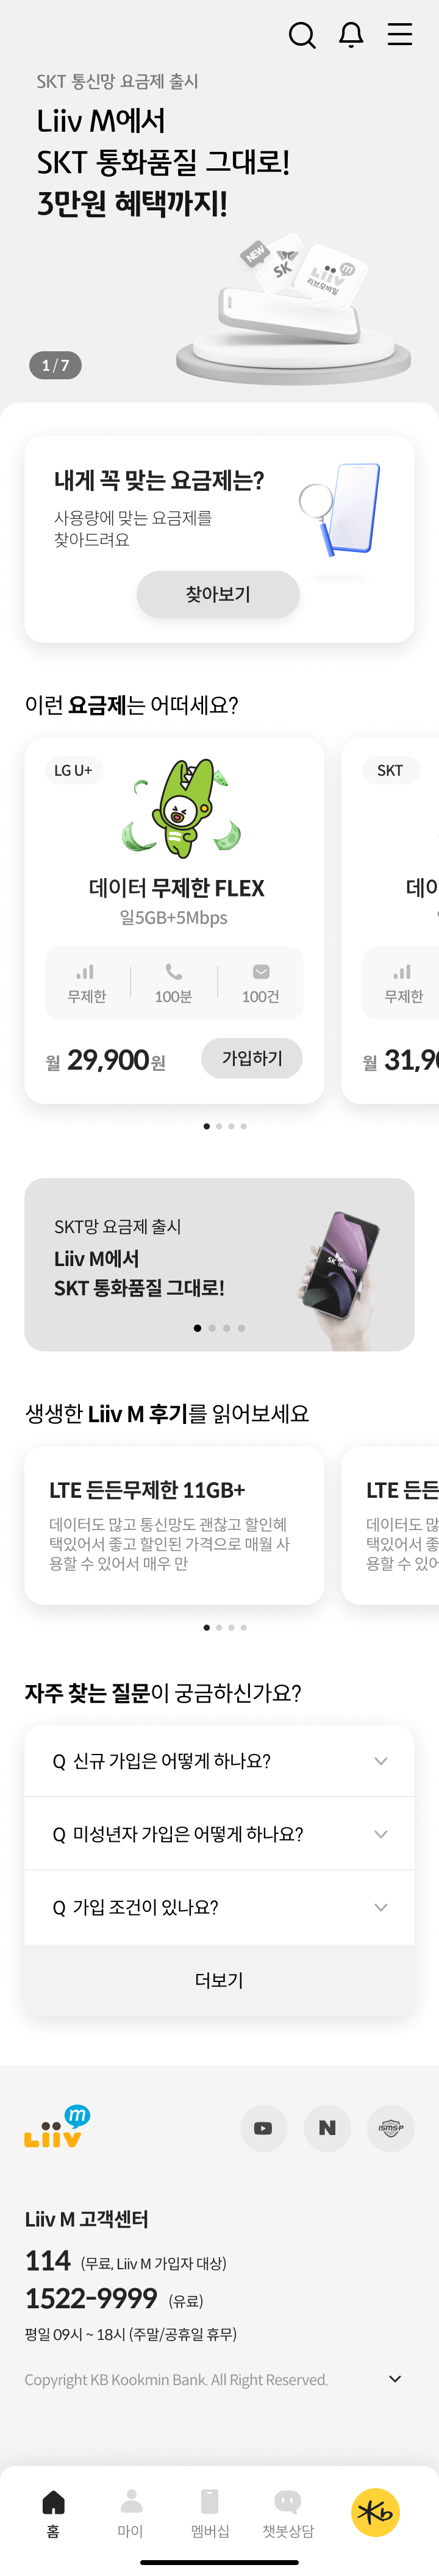 SKT 통신망 요금제 출시
Liiv M에서
SKT 통화품질 그대로!
3만원 혜택까지!
NEW
SK
Liiv m
리브모바일
1 / 7
내게 꼭 맞는 요금제는?
사용량에 맞는 요금제를
찾아드려요
찾아보기
이런 요금제는 어떠세요?
LG U+
데이터 무제한 FLEX
일5GB+5Mbps
무제한 100분 100건
월 29,900원
가입하기
SKT
무제한
월
SKT망 요금제 출시
Liiv M에서
SKT 통화품질 그대로!
SK
생생한 Liiv M 후기를 읽어보세요
LTE 든든무제한 11GB+
데이터도 많고 통신망도 괜찮고 할인혜
택있어서 좋고 할인된 가격으로 매월 사
용할 수 있어서 매우 만
LTE 든든
데이터도 많
택있어서 좋
용할 수 있어
자주 찾는 질문이 궁금하신가요?
Q 신규 가입은 어떻게 하나요?
Q 미성년자 가입은 어떻게 하나요?
Q 가입 조건이 있나요?
더보기
Liiv m
N
ISMS-P
Liiv M 고객센터
114 (무료, Liiv M 가입자 대상)
1522-9999 (유료)
평일 09시 ~ 18시 (주말/공휴일 휴무)
Copyright KB Kookmin Bank. All Right Reserved.
홈 마이 멤버십 챗봇상담